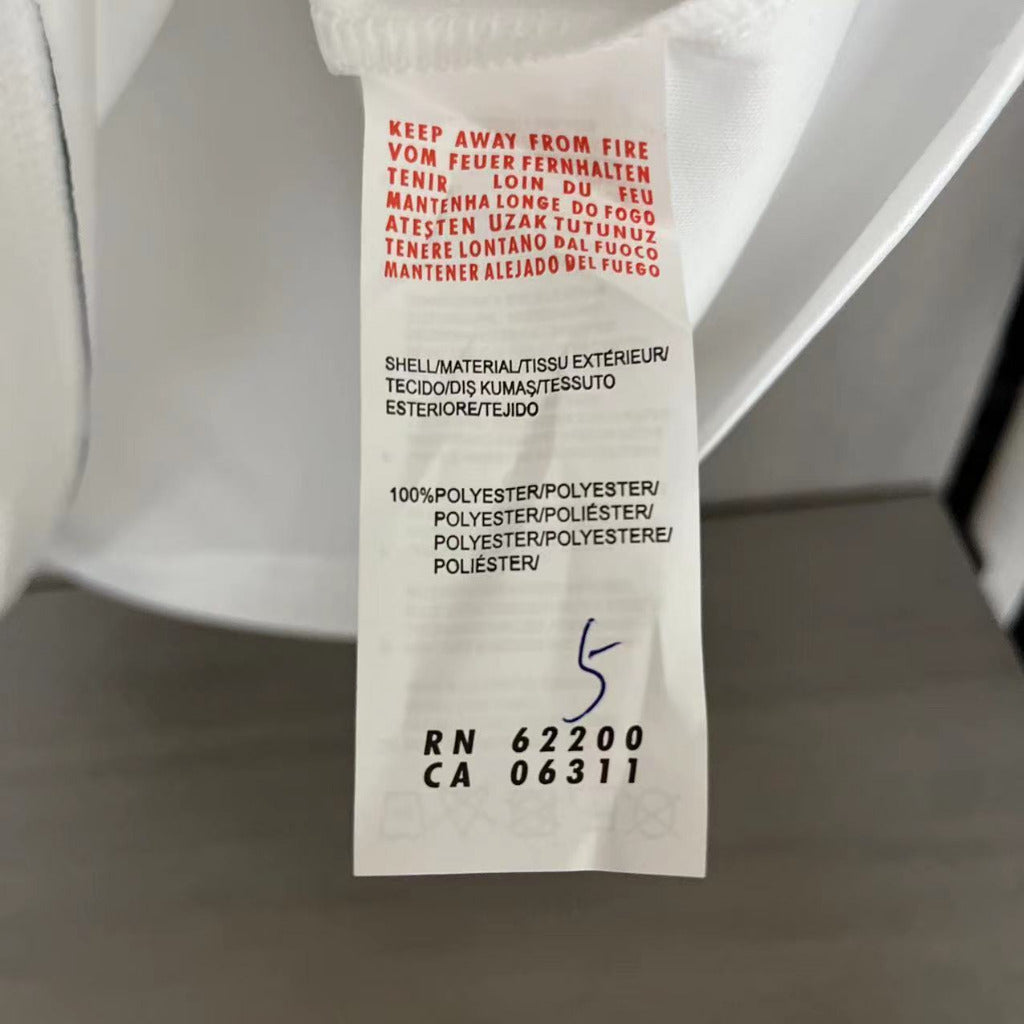 KEEP AWAY FROM FIRE
VOM FEUER FERNHALTEN
TENIR LOIN DU FEU
MANTENHA LONGE DO FOGO
ATEŞTEN UZAK TUTUNUZ
TENERE LONTANO DAL FUOCO
MANTENER ALEJADO DEL FUEGO
SHELL/MATERIAL/TISSU EXTÉRIEUR/
TECIDO/DIŞ KUMAŞ/TESSUTO
ESTERIORE/TEJIDO
100%POLYESTER/POLYESTER/
POLYESTER/POLIÉSTER/
POLYESTER/POLYESTERE/
POLIÉSTER/
5
RN 62200
CA 06311